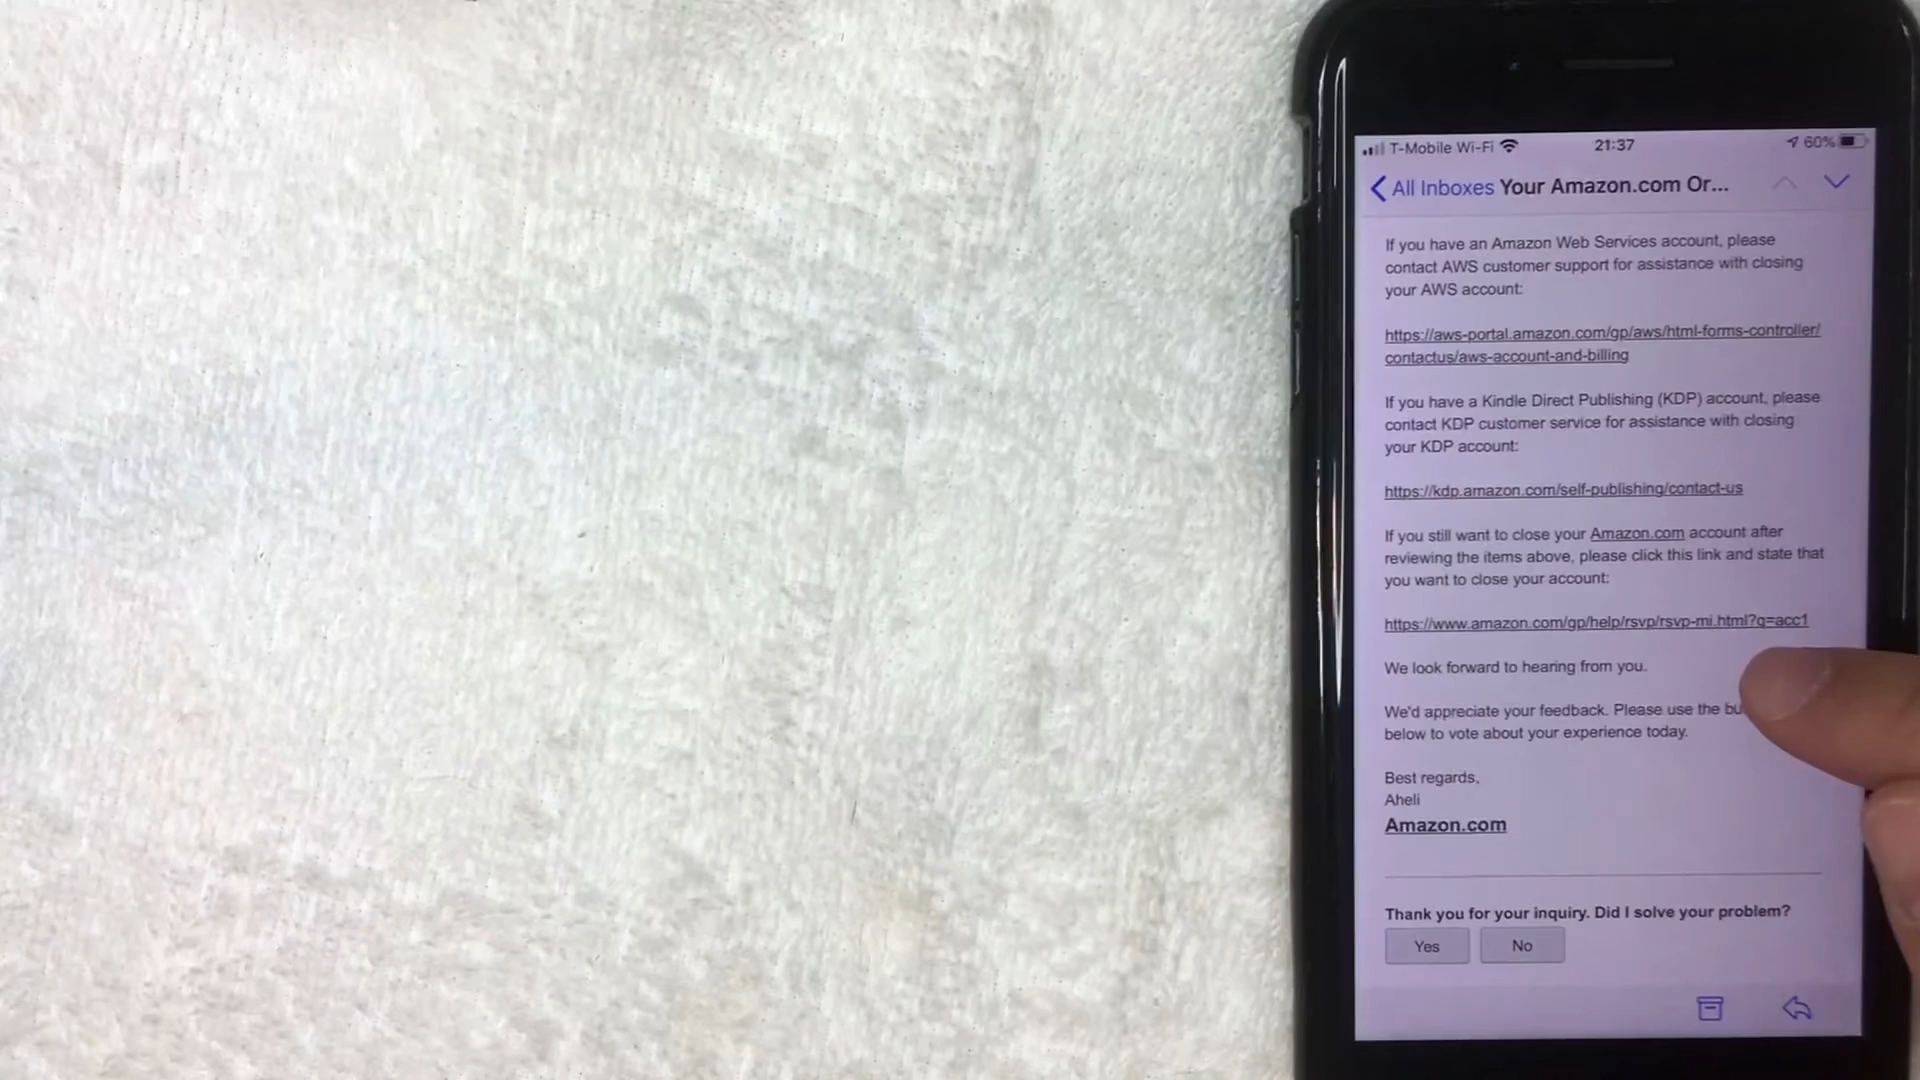 T-Mobile Wi-Fi 21:37 60%
All Inboxes Your Amazon.com Or...
If you have an Amazon Web Services account, please
contact AWS customer support for assistance with closing
your AWS account:
https://aws-portal.amazon.com/gp/aws/html-forms-controller/
contactus/aws-account-and-billing
If you have a Kindle Direct Publishing (KDP) account, please
contact KDP customer service for assistance with closing
your KDP account:
https://kdp.amazon.com/self-publishing/contact-us
If you still want to close your Amazon.com account after
reviewing the items above, please click this link and state that
you want to close your account:
https://www.amazon.com/gp/help/rsvp/rsvp-mi.html?q=acc1
We look forward to hearing from you.
We'd appreciate your feedback. Please use the
below to vote about your experience today.
Best regards,
Aheli
Amazon.com
Thank you for your inquiry. Did I solve your problem?
Yes No